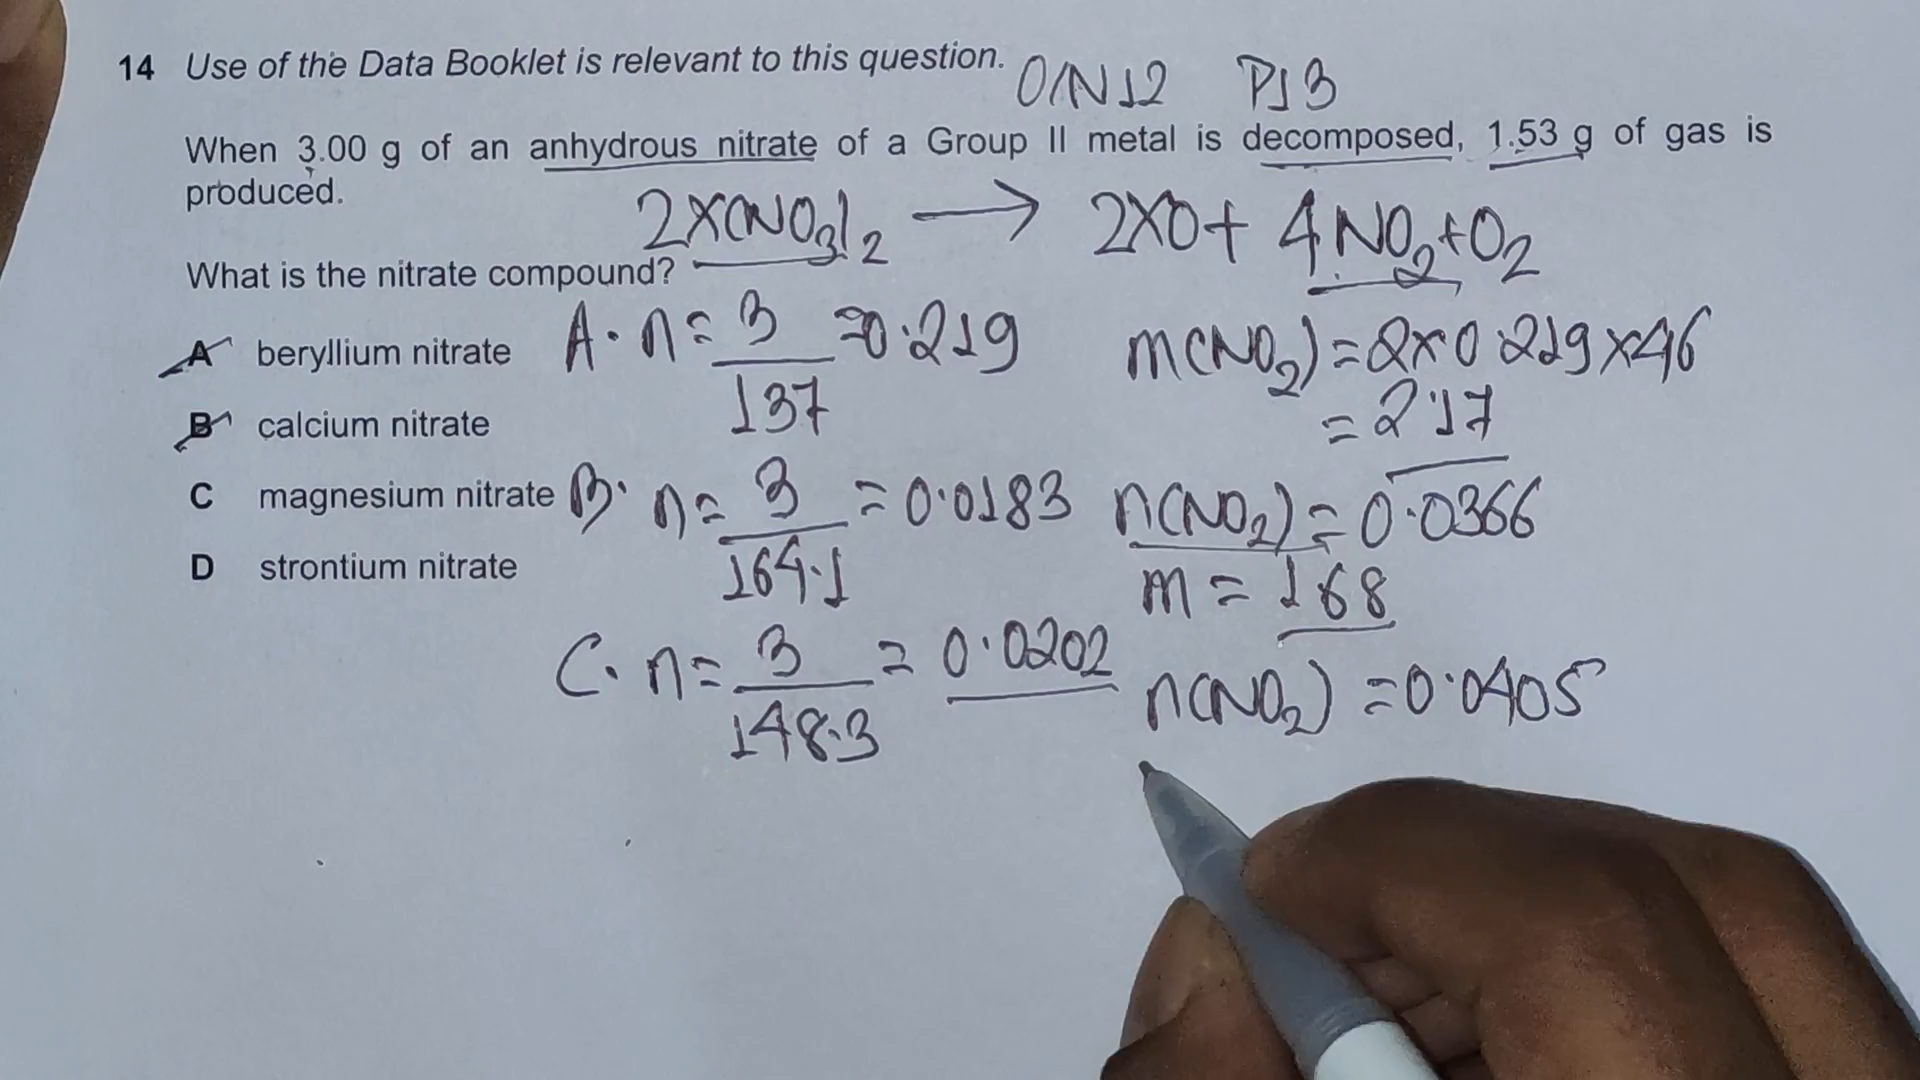 14 Use of the Data Booklet is relevant to this question. O/N12 P13
When 3.00 g of an anhydrous nitrate of a Group II metal is decomposed, 1.53 g of gas is
produced.
2X(NO3)2 → 2XO + 4NO2 + O2
What is the nitrate compound?
A beryllium nitrate
B calcium nitrate
C magnesium nitrate
D strontium nitrate
A. n = 3/137 = 0.219
m(NO2) = 2×0.219×46
= 2.17
B. n = 3/164.1 = 0.0183
n(NO2) = 0.0366
m = 1.68
C. n = 3/148.3 = 0.0202
n(NO2) = 0.0405